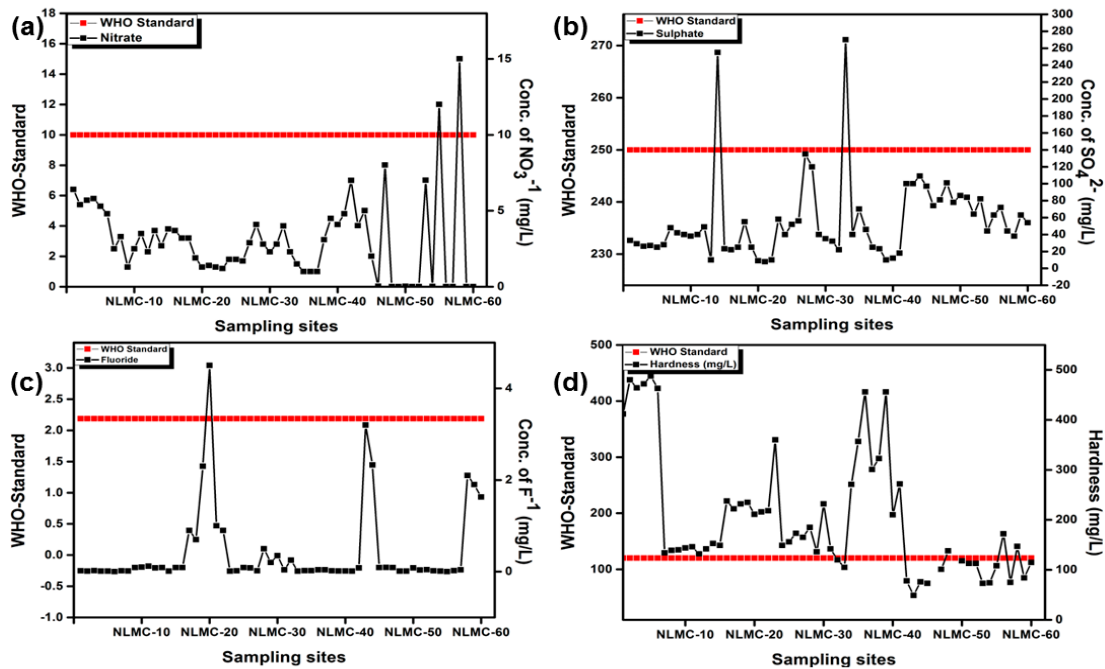 (a)
WHO Standard
Nitrate
18
16
14
12
10
8
6
4
2
0
WHO-Standard
15
10
5
0
Conc. of NO₃⁻¹ (mg/L)
NLMC-10 NLMC-20 NLMC-30 NLMC-40 NLMC-50 NLMC-60
Sampling sites
(b)
WHO Standard
Sulphate
270
260
250
240
230
WHO-Standard
300
280
260
240
220
200
180
160
140
120
100
80
60
40
20
0
-20
Conc. of SO₄²⁻ (mg/L)
NLMC-10 NLMC-20 NLMC-30 NLMC-40 NLMC-50 NLMC-60
Sampling sites
(c)
WHO Standard
Fluoride
3.0
2.5
2.0
1.5
1.0
0.5
0.0
-0.5
-1.0
WHO-Standard
4
2
0
Conc. of F⁻¹ (mg/L)
NLMC-10 NLMC-20 NLMC-30 NLMC-40 NLMC-50 NLMC-60
Sampling sites
(d)
WHO Standard
Hardness (mg/L)
500
400
300
200
100
WHO-Standard
500
400
300
200
100
0
Hardness (mg/L)
NLMC-10 NLMC-20 NLMC-30 NLMC-40 NLMC-50 NLMC-60
Sampling sites